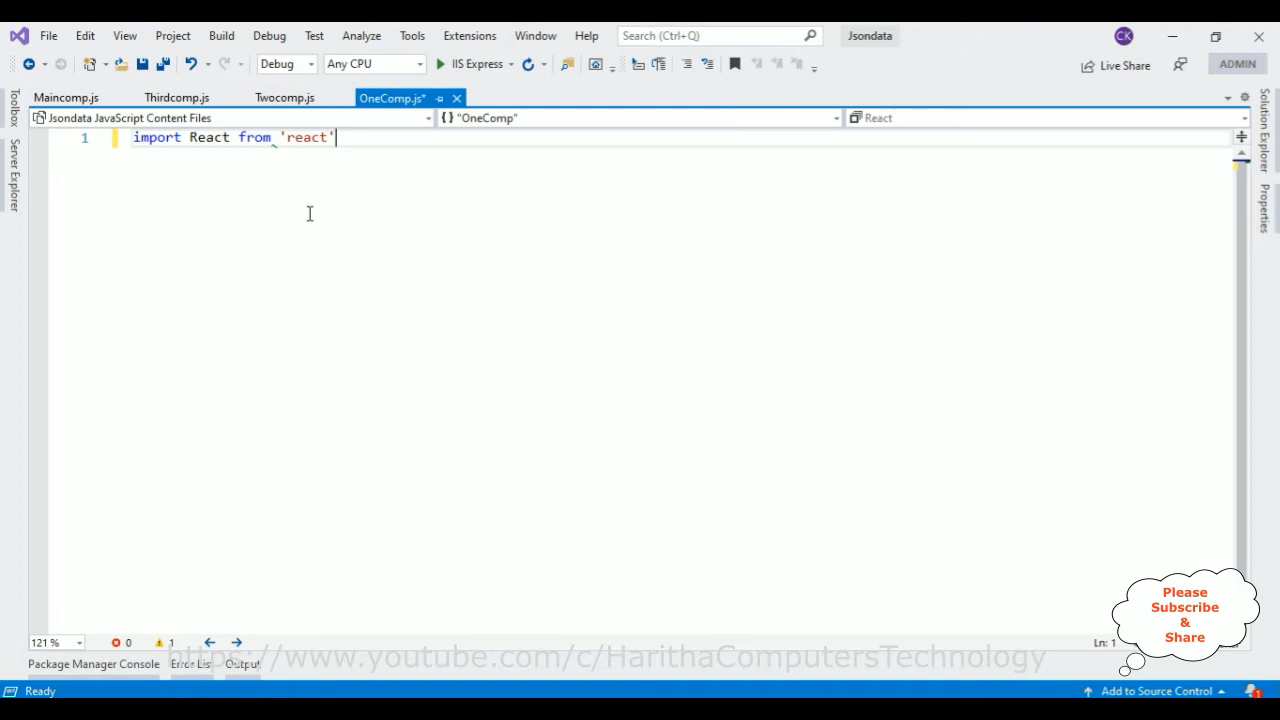 File Edit View Project Build Debug Test Analyze Tools Extensions Window Help Search (Ctrl+Q) Jsondata CK
Debug Any CPU IIS Express Live Share ADMIN
Maincomp.js Thirdcomp.js Twocomp.js OneComp.js*
Jsondata JavaScript Content Files {} "OneComp" React
1 import React from 'react'
Toolbox
Server Explorer
Solution Explorer
Properties
Please
Subscribe
&
Share
121 % 0 1 Ln: 1
https://www.youtube.com/c/HarithaComputersTechnology
Package Manager Console Error List Output
Ready Add to Source Control 1